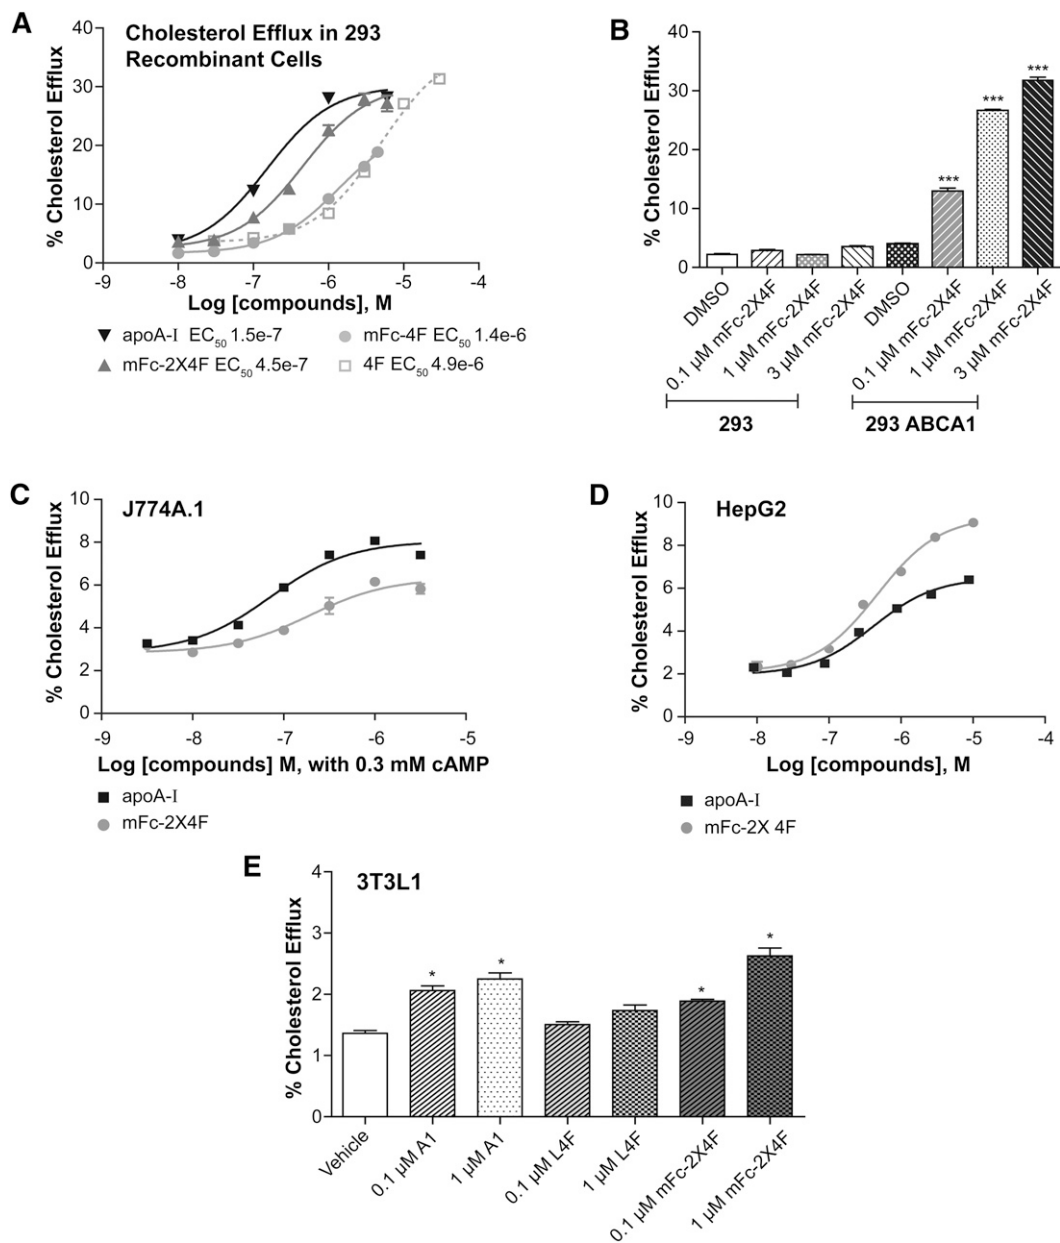 A
Cholesterol Efflux in 293
Recombinant Cells
% Cholesterol Efflux
40
30
20
10
0
-9 -8 -7 -6 -5 -4
Log [compounds], M
apoA-I EC50 1.5e-7
mFc-4F EC50 1.4e-6
mFc-2X4F EC50 4.5e-7
4F EC50 4.9e-6
B
% Cholesterol Efflux
40
30
20
10
0
*** *** ***
DMSO
0.1 µM mFc-2X4F
1 µM mFc-2X4F
3 µM mFc-2X4F
DMSO
0.1 µM mFc-2X4F
1 µM mFc-2X4F
3 µM mFc-2X4F
293
293 ABCA1
C
J774A.1
% Cholesterol Efflux
10
8
6
4
2
0
-9 -8 -7 -6 -5
Log [compounds] M, with 0.3 mM cAMP
apoA-I
mFc-2X4F
D
HepG2
% Cholesterol Efflux
10
8
6
4
2
0
-9 -8 -7 -6 -5 -4
Log [compounds], M
apoA-I
mFc-2X 4F
E
3T3L1
% Cholesterol Efflux
4
3
2
1
0
* * * *
Vehicle
0.1 µM A1
1 µM A1
0.1 µM L4F
1 µM L4F
0.1 µM mFc-2X4F
1 µM mFc-2X4F